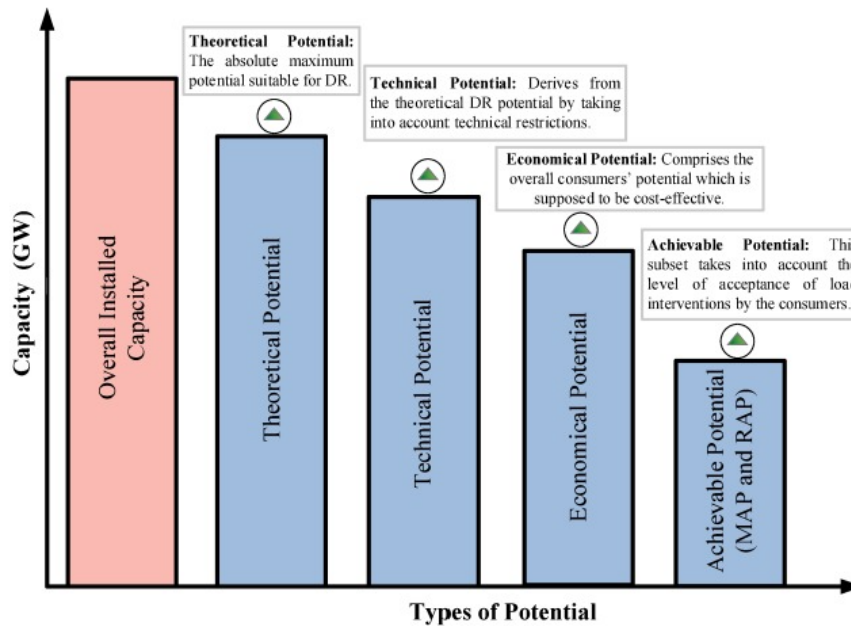 Theoretical Potential:
The absolute maximum
potential suitable for DR.
Technical Potential: Derives from
the theoretical DR potential by taking
into account technical restrictions.
Economical Potential: Comprises the
overall consumers' potential which is
supposed to be cost-effective.
Achievable Potential: Thi
subset takes into account the
level of acceptance of loa
interventions by the consumers.
Capacity (GW)
Overall Installed
Capacity
Theoretical Potential
Technical Potential
Economical Potential
Achievable Potential
(MAP and RAP)
Types of Potential